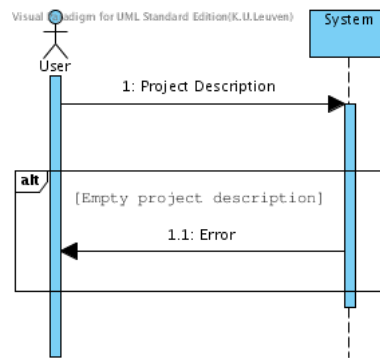 Visual Paradigm for UML Standard Edition(K.U.Leuven)
System
User
1: Project Description
alt
[Empty project description]
1.1: Error